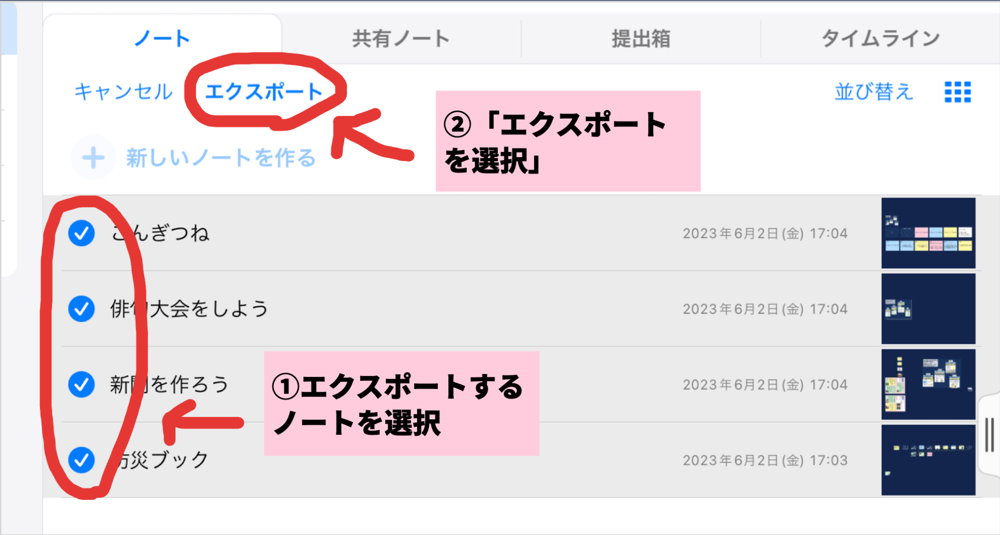 ノート 共有ノート 提出箱 タイムライン
キャンセル エクスポート 並び替え
②「エクスポート
を選択」
新しいノートを作る
ごんぎつね 2023年6月2日(金) 17:04
俳句大会をしよう 2023年6月2日(金) 17:04
新聞を作ろう 2023年6月2日(金) 17:04
①エクスポートする
ノートを選択
防災ブック 2023年6月2日(金) 17:03